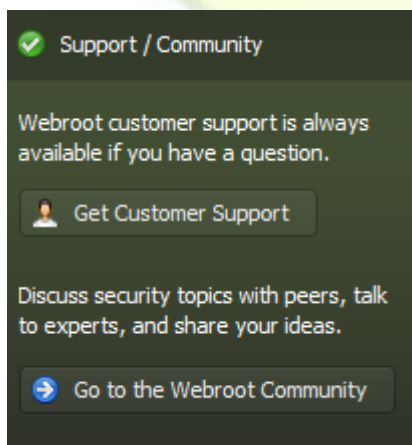 Support / Community
Webroot customer support is always
available if you have a question.
Get Customer Support
Discuss security topics with peers, talk
to experts, and share your ideas.
Go to the Webroot Community